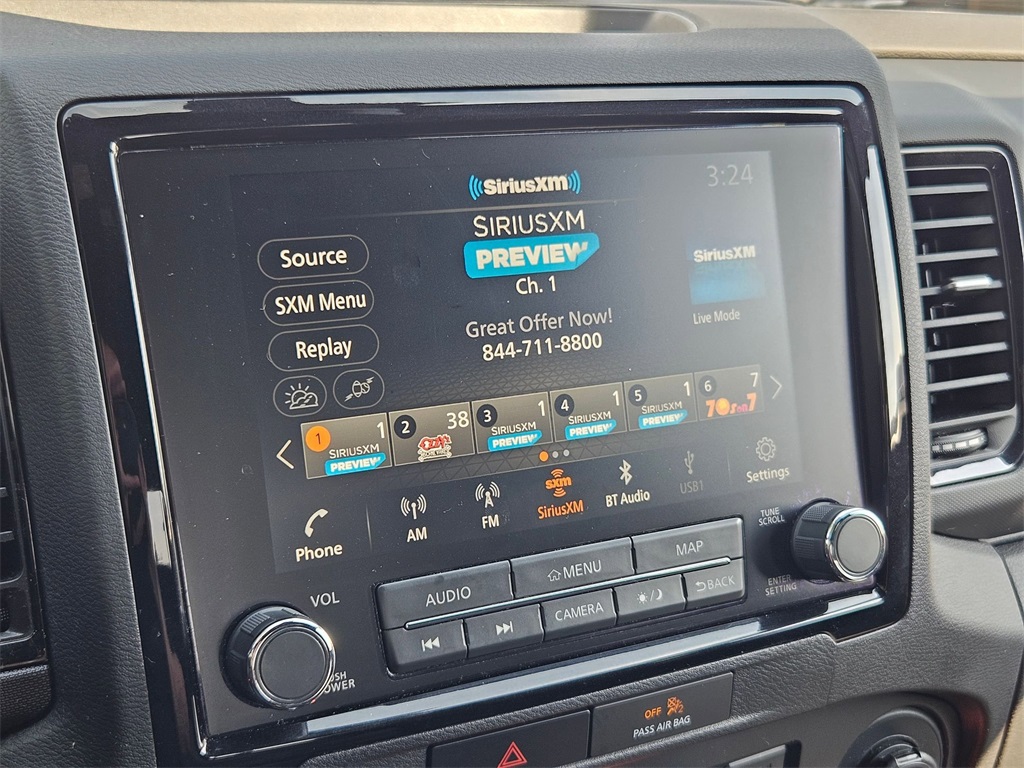 SiriusXM
3:24
SIRIUSXM
PREVIEW
Ch. 1
Source
SXM Menu
Replay
Great Offer Now!
844-711-8800
SiriusXM
Live Mode
1 1 SIRIUSXM PREVIEW
2 38
3 1 SIRIUSXM PREVIEW
4 1 SIRIUSXM PREVIEW
5 1 SIRIUSXM PREVIEW
6 7 70s on 7
Phone
AM
FM
sxm
SiriusXM
BT Audio
USB1
Settings
VOL
AUDIO
MENU
MAP
CAMERA
BACK
TUNE
SCROLL
ENTER
SETTING
OFF
PASS AIR BAG